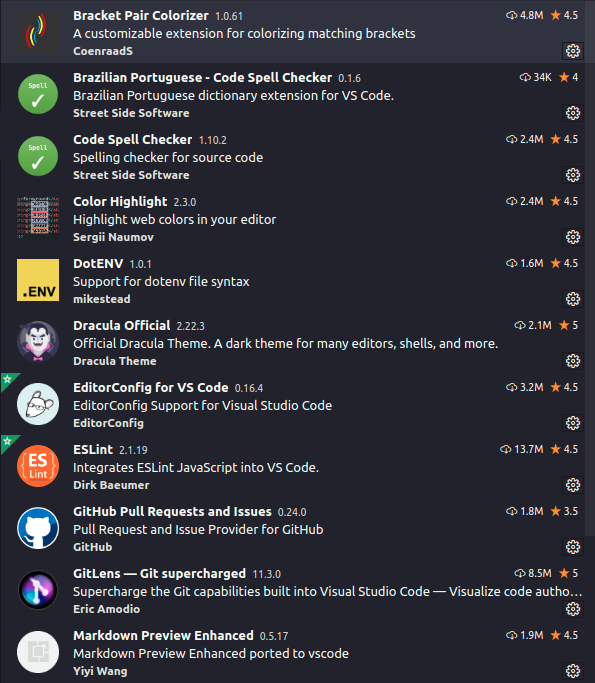 Bracket Pair Colorizer 1.0.61 4.8M 4.5
A customizable extension for colorizing matching brackets
CoenraadS
Spell
Brazilian Portuguese - Code Spell Checker 0.1.6 34K 4
Brazilian Portuguese dictionary extension for VS Code.
Street Side Software
Spell
Code Spell Checker 1.10.2 2.4M 4.5
Spelling checker for source code
Street Side Software
Color Highlight 2.3.0 2.4M 4.5
Highlight web colors in your editor
Sergii Naumov
.ENV
DotENV 1.0.1 1.6M 4.5
Support for dotenv file syntax
mikestead
Dracula Official 2.22.3 2.1M 5
Official Dracula Theme. A dark theme for many editors, shells, and more.
Dracula Theme
EditorConfig for VS Code 0.16.4 3.2M 4.5
EditorConfig Support for Visual Studio Code
EditorConfig
ES
Lint
ESLint 2.1.19 13.7M 4.5
Integrates ESLint JavaScript into VS Code.
Dirk Baeumer
GitHub Pull Requests and Issues 0.24.0 1.8M 3.5
Pull Request and Issue Provider for GitHub
GitHub
GitLens — Git supercharged 11.3.0 8.5M 5
Supercharge the Git capabilities built into Visual Studio Code — Visualize code autho...
Eric Amodio
Markdown Preview Enhanced 0.5.17 1.9M 4.5
Markdown Preview Enhanced ported to vscode
Yiyi Wang